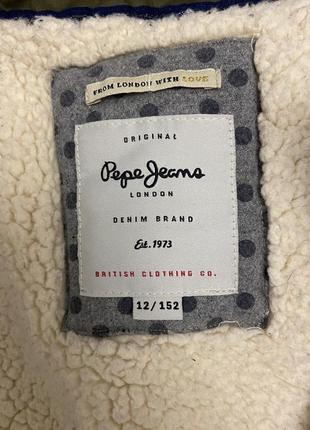 FROM LONDON WITH LOVE
ORIGINAL
Pepe Jeans
LONDON
DENIM BRAND
Est. 1973
BRITISH CLOTHING CO.
12/152